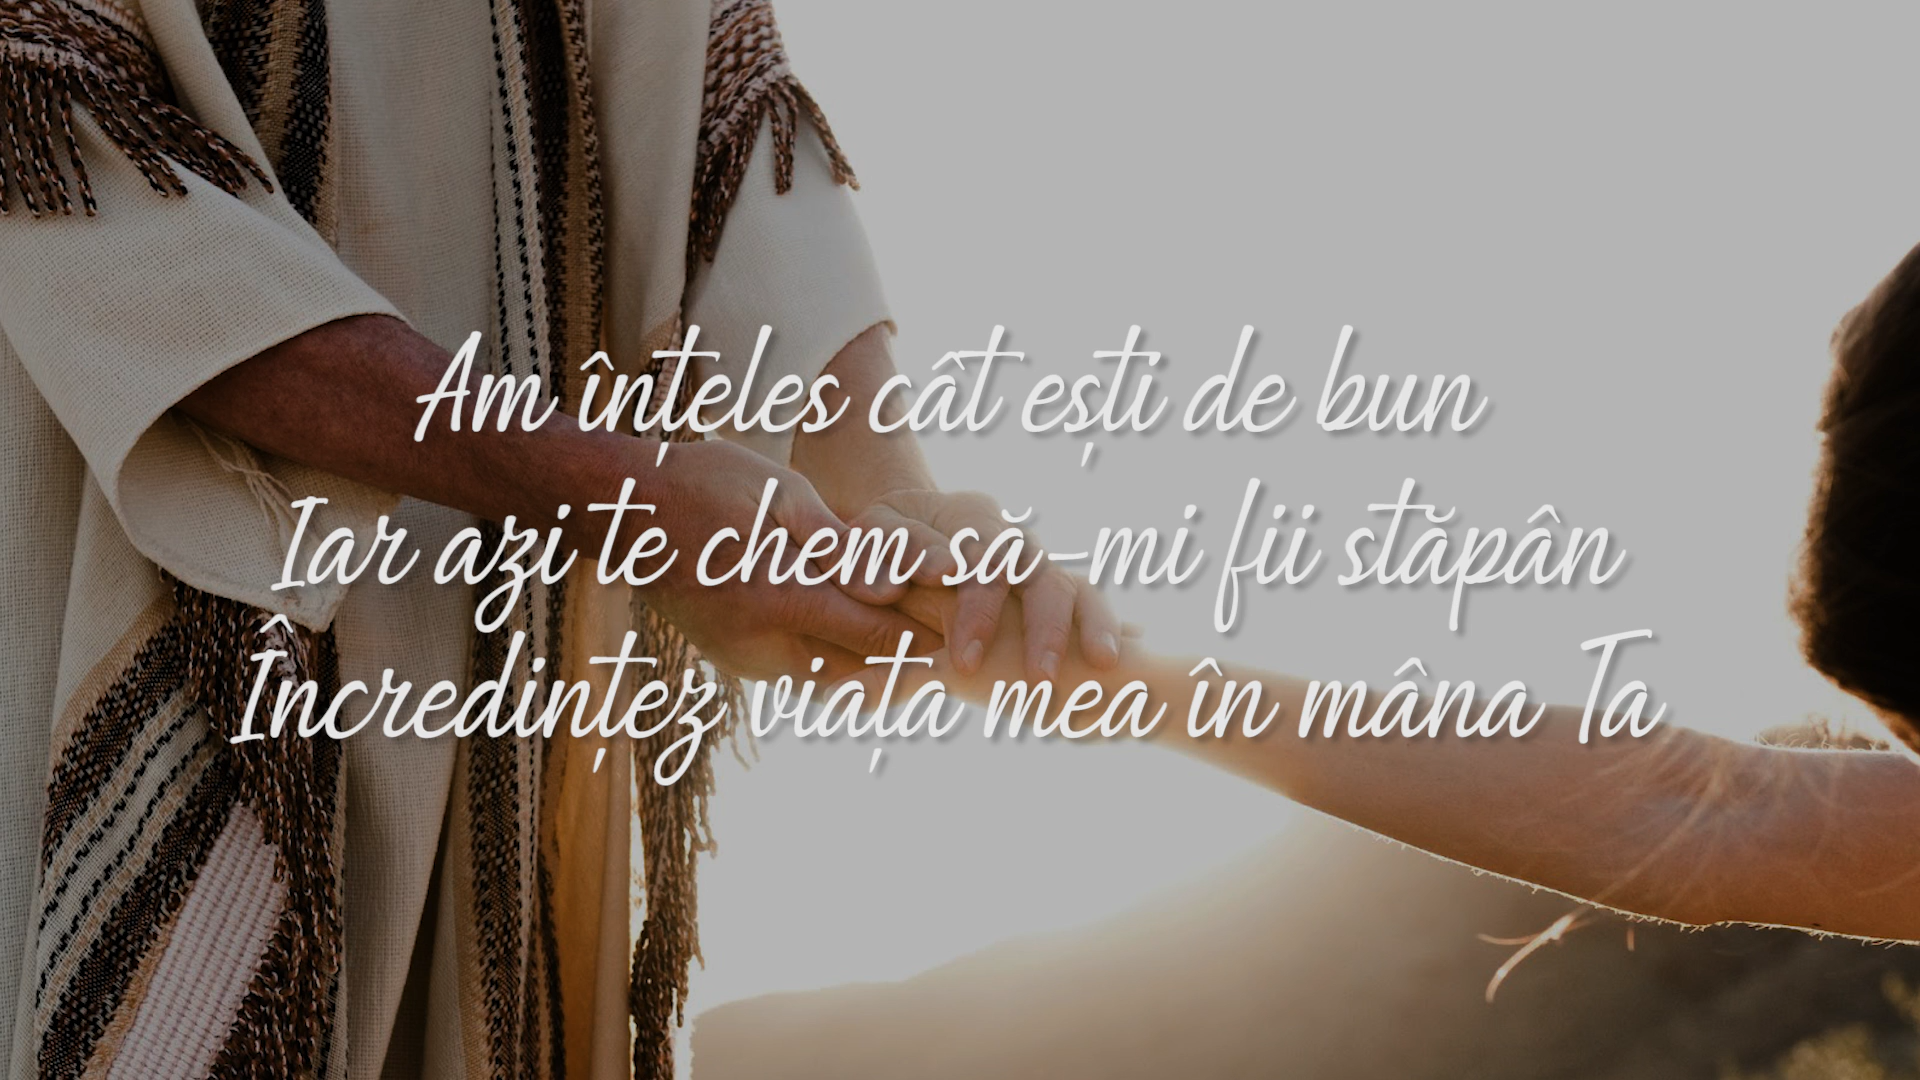 Am înțeles cât ești de bun
Iar azi te chem să-mi fii stăpân
Încredințez viața mea în mâna Ta